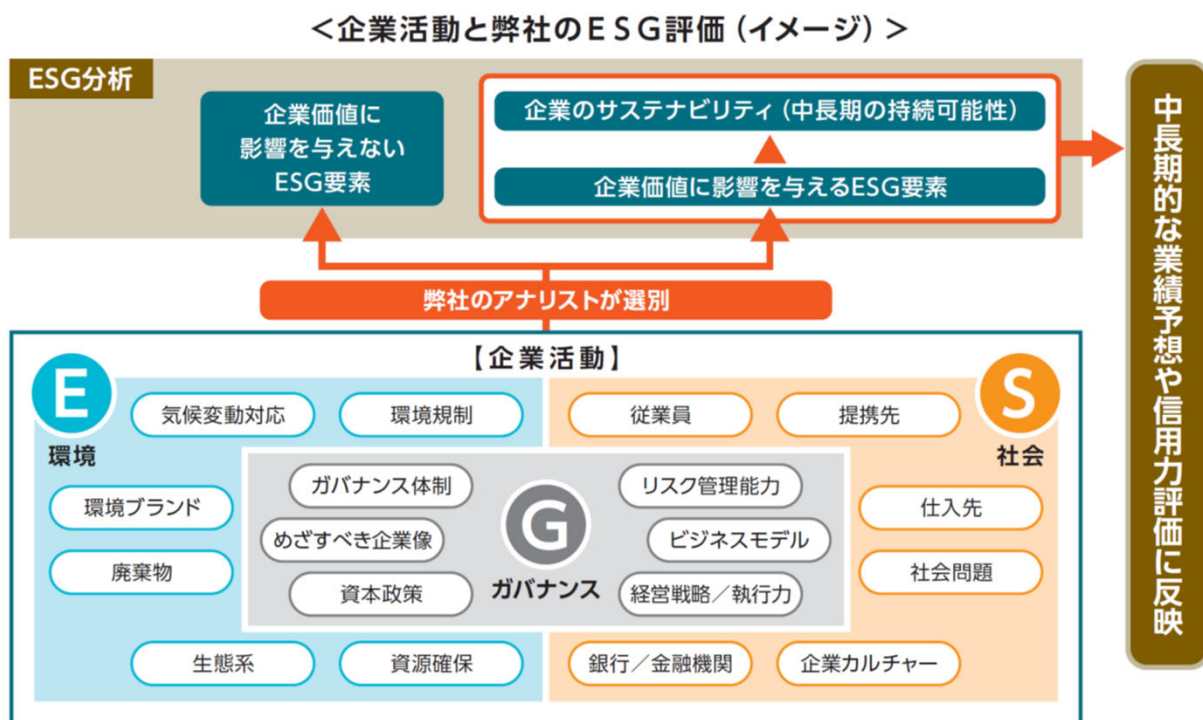 ＜企業活動と弊社のＥＳＧ評価（イメージ）＞
ESG分析
企業価値に
影響を与えない
ESG要素
企業のサステナビリティ（中長期の持続可能性）
企業価値に影響を与えるESG要素
中長期的な業績予想や信用力評価に反映
弊社のアナリストが選別
【企業活動】
E
環境
気候変動対応
環境規制
環境ブランド
廃棄物
生態系
資源確保
G
ガバナンス
ガバナンス体制
めざすべき企業像
資本政策
リスク管理能力
ビジネスモデル
経営戦略／執行力
S
社会
従業員
提携先
仕入先
社会問題
銀行／金融機関
企業カルチャー